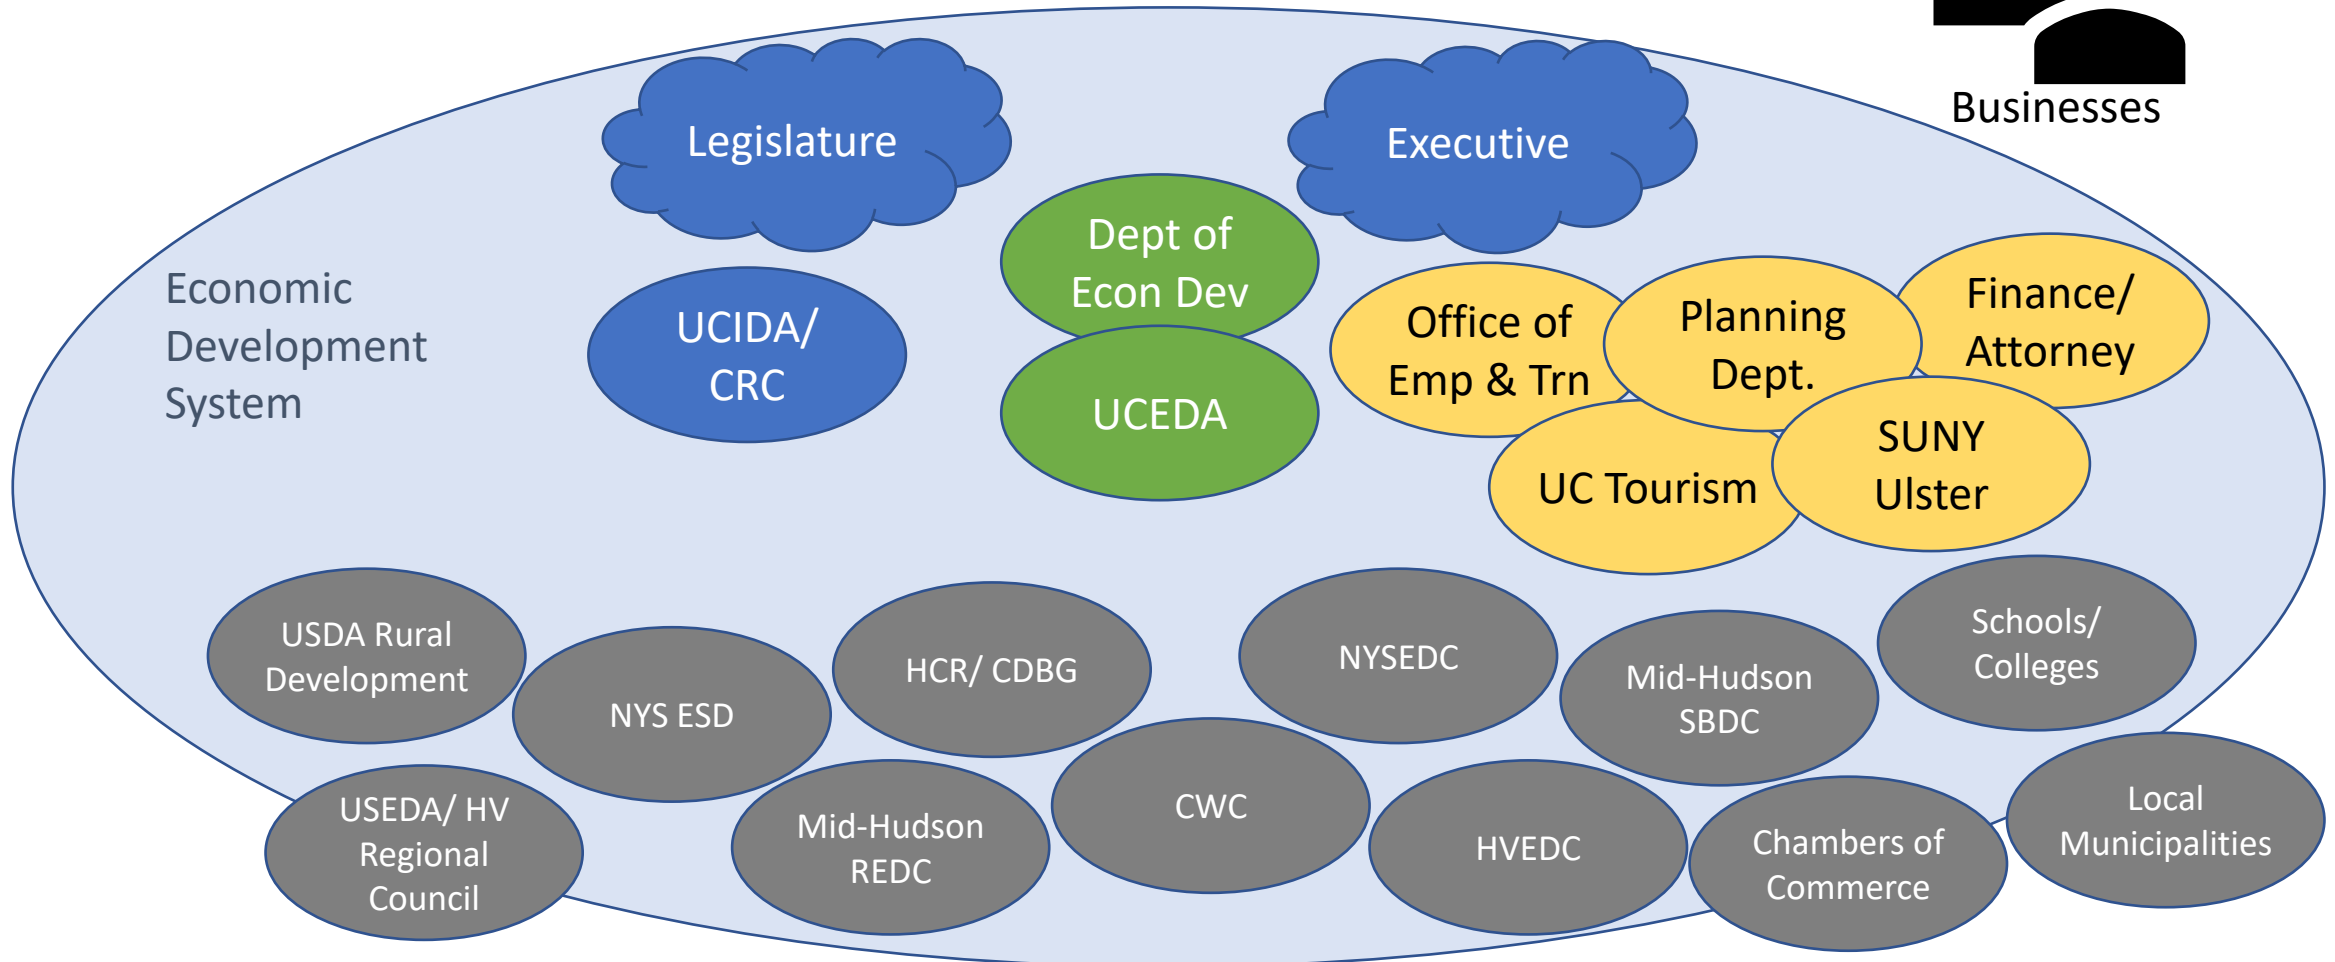 Businesses
Legislature
Executive
Economic
Development
System
UCIDA/
CRC
Dept of
Econ Dev
UCEDA
Office of
Emp & Trn
Planning
Dept.
Finance/
Attorney
UC Tourism
SUNY
Ulster
USDA Rural
Development
NYS ESD
HCR/ CDBG
NYSEDC
Mid-Hudson
SBDC
Schools/
Colleges
USEDA/ HV
Regional
Council
Mid-Hudson
REDC
CWC
HVEDC
Chambers of
Commerce
Local
Municipalities